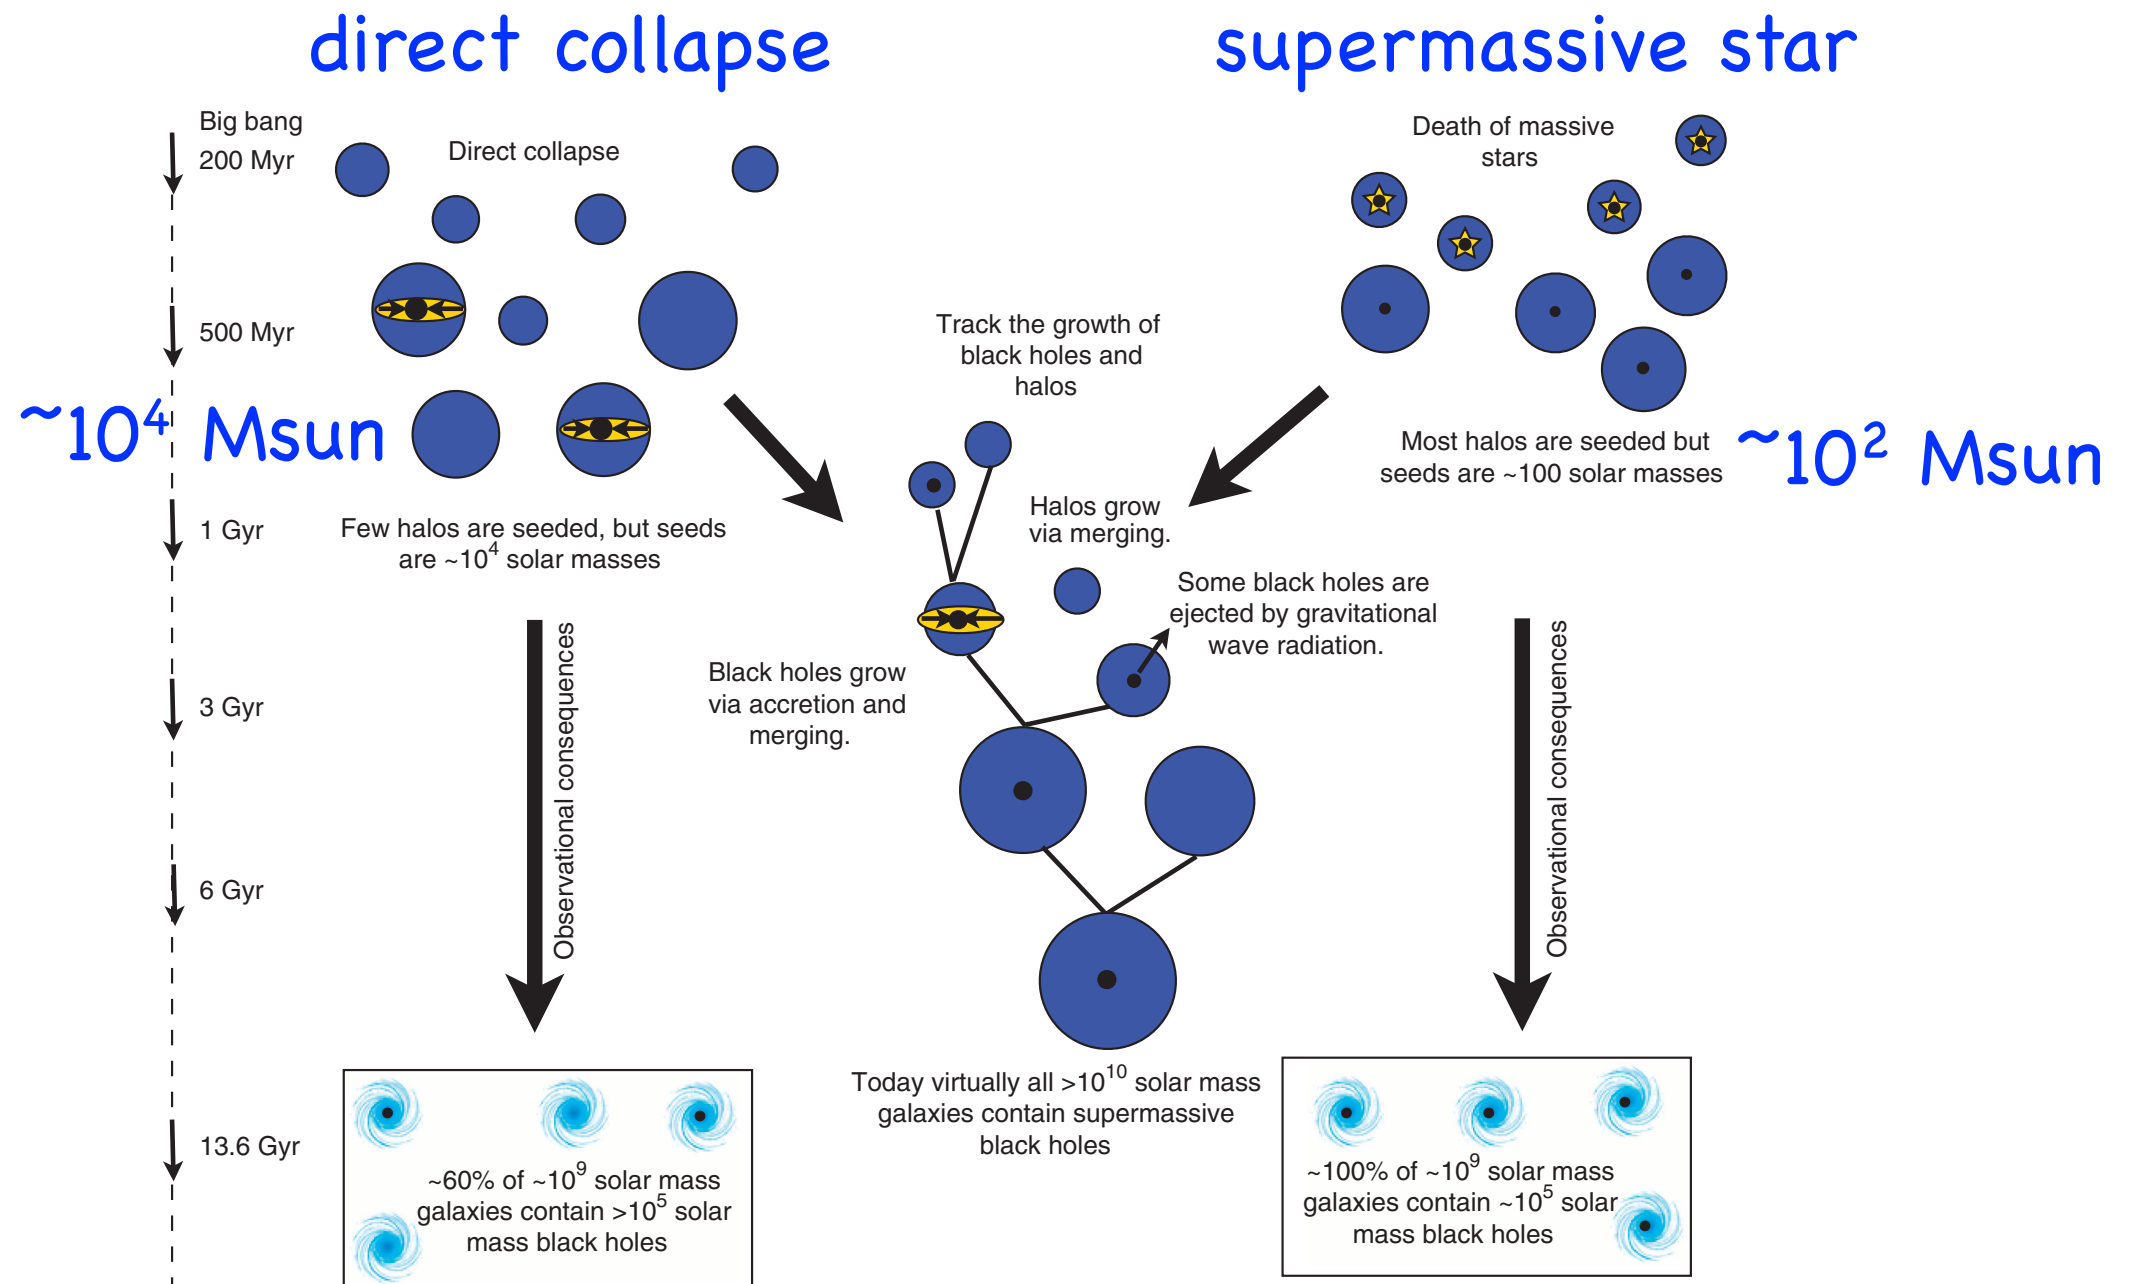 direct collapse
supermassive star
Big bang
200 Myr
Direct collapse
Death of massive
stars
500 Myr
Track the growth of
black holes and
halos
~10⁴ Msun
Most halos are seeded but
seeds are ~100 solar masses
~10² Msun
1 Gyr
Few halos are seeded, but seeds
are ~10⁴ solar masses
Halos grow
via merging.
Some black holes are
ejected by gravitational
wave radiation.
Observational consequences
Observational consequences
Black holes grow
via accretion and
merging.
3 Gyr
6 Gyr
13.6 Gyr
Today virtually all >10¹⁰ solar mass
galaxies contain supermassive
black holes
~60% of ~10⁹ solar mass
galaxies contain >10⁵ solar
mass black holes
~100% of ~10⁹ solar mass
galaxies contain ~10⁵ solar
mass black holes